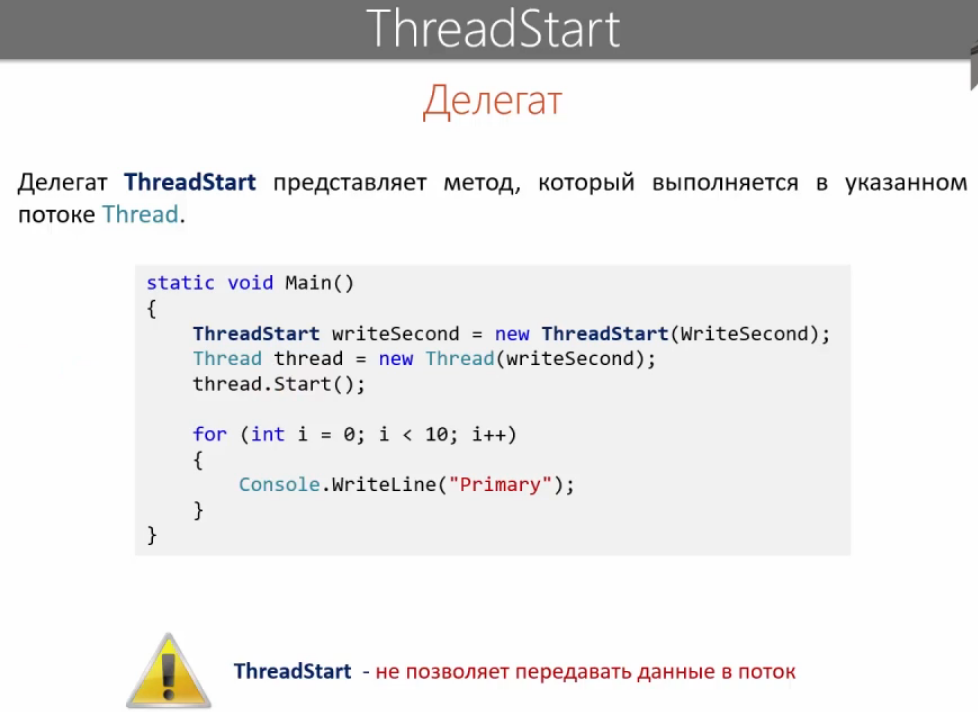 ThreadStart
Делегат
Делегат ThreadStart представляет метод, который выполняется в указанном
потоке Thread.
static void Main()
{
    ThreadStart writeSecond = new ThreadStart(WriteSecond);
    Thread thread = new Thread(writeSecond);
    thread.Start();
    for (int i = 0; i < 10; i++)
    {
        Console.WriteLine("Primary");
    }
}
ThreadStart - не позволяет передавать данные в поток